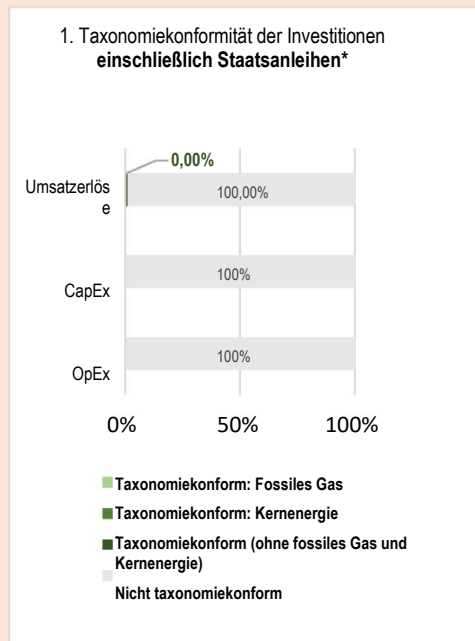 1. Taxonomiekonformität der Investitionen
einschließlich Staatsanleihen*
0,00%
Umsatzerlös
e
100,00%
CapEx
100%
OpEx
100%
0%
50%
100%
Taxonomiekonform: Fossiles Gas
Taxonomiekonform: Kernenergie
Taxonomiekonform (ohne fossiles Gas und
Kernenergie)
Nicht taxonomiekonform